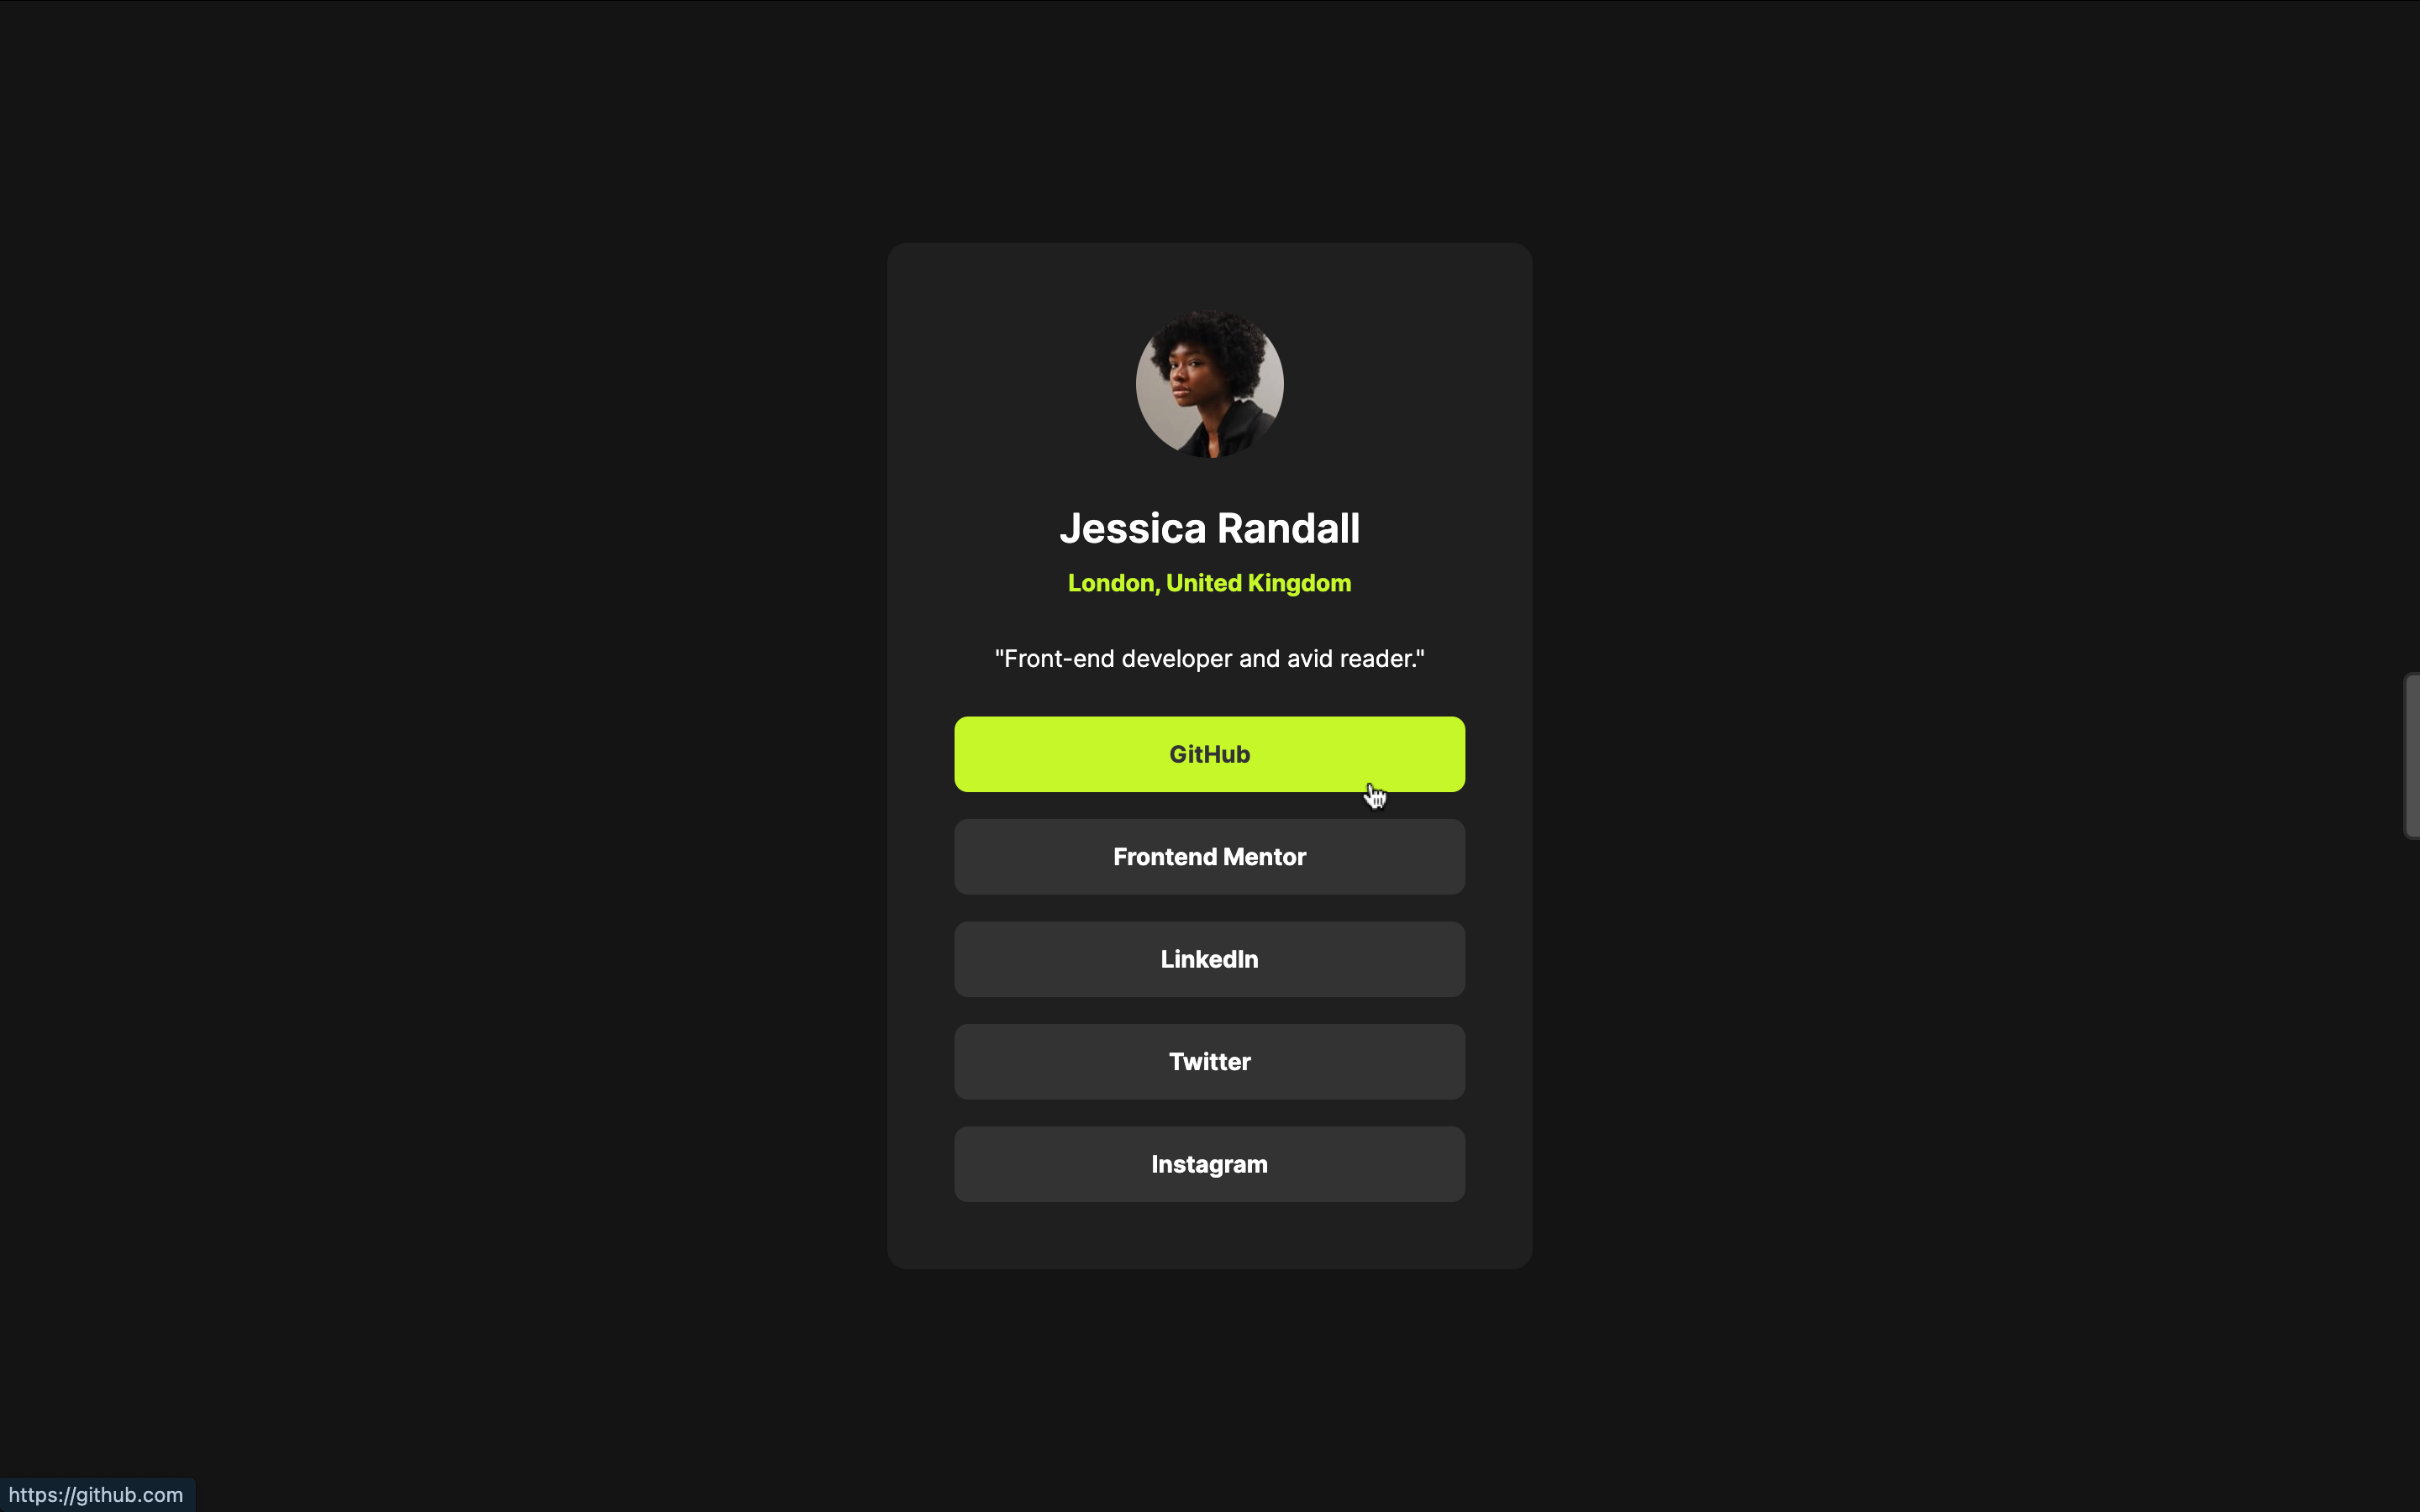 Jessica Randall
London, United Kingdom
"Front-end developer and avid reader."
GitHub
Frontend Mentor
LinkedIn
Twitter
Instagram
https://github.com